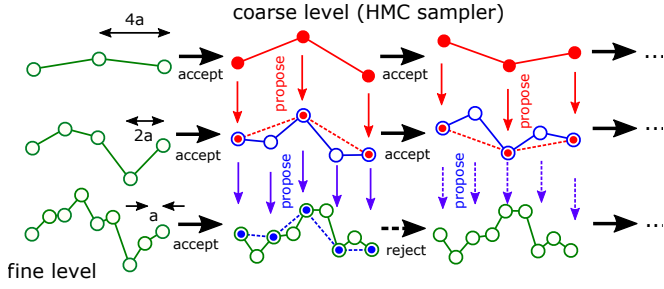 coarse level (HMC sampler)
4a
accept
propose
accept
propose
...
2a
accept
propose
accept
propose
...
a
accept
reject
...
fine level